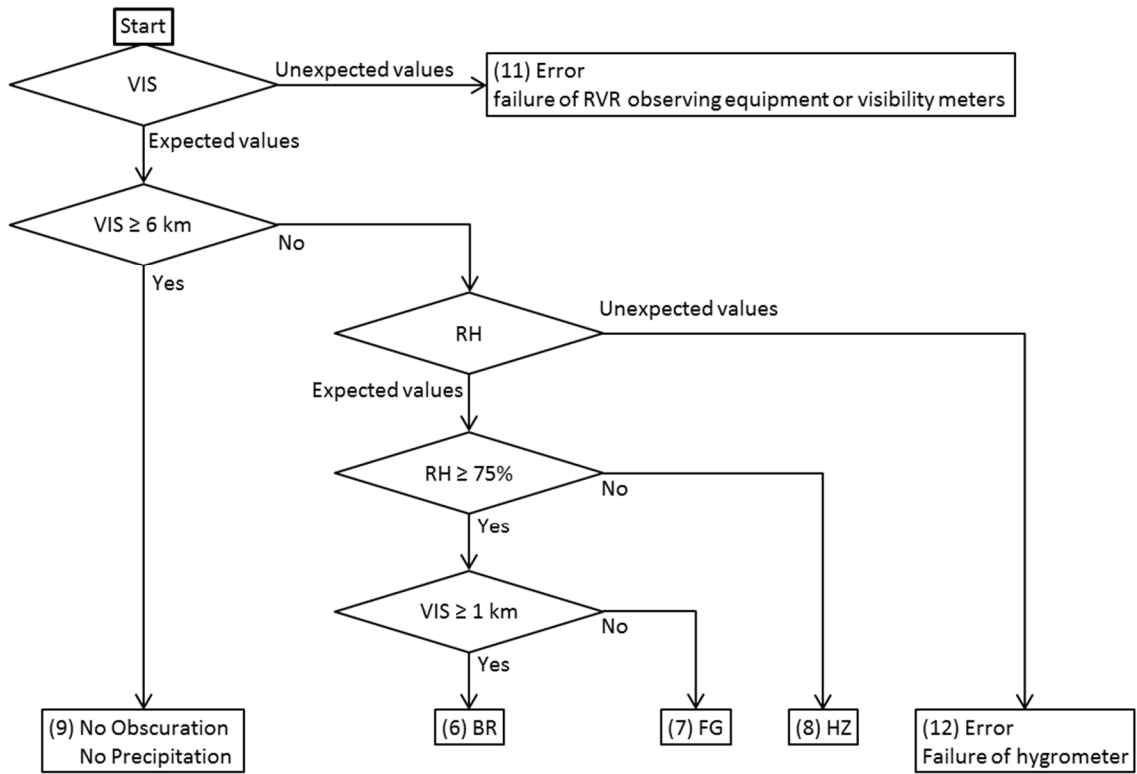 Start
VIS
Unexpected values
(11) Error
failure of RVR observing equipment or visibility meters
Expected values
VIS ≥ 6 km
No
Yes
RH
Unexpected values
Expected values
RH ≥ 75%
No
Yes
VIS ≥ 1 km
No
Yes
(9) No Obscuration
No Precipitation
(6) BR
(7) FG
(8) HZ
(12) Error
Failure of hygrometer